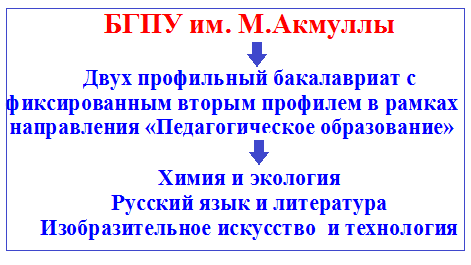 БГПУ им. М.Акмуллы
Двух профильный бакалавриат с
фиксированным вторым профилем в рамках
направления «Педагогическое образование»
Химия и экология
Русский язык и литература
Изобразительное искусство и технология